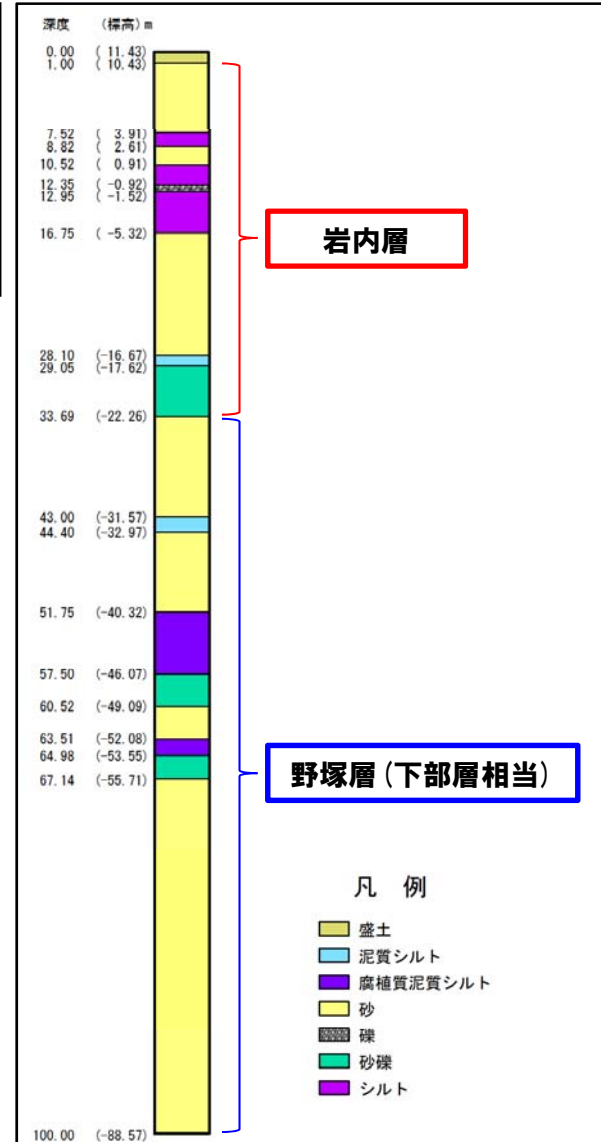 深度 (標高) m
0.00 ( 11.43)
1.00 ( 10.43)
7.52 ( 3.91)
8.82 ( 2.61)
10.52 ( 0.91)
12.35 ( -0.92)
12.95 ( -1.52)
16.75 ( -5.32)
岩内層
28.10 (-16.67)
29.05 (-17.62)
33.69 (-22.26)
43.00 (-31.57)
44.40 (-32.97)
51.75 (-40.32)
57.50 (-46.07)
60.52 (-49.09)
63.51 (-52.08)
64.98 (-53.55)
67.14 (-55.71)
野塚層(下部層相当)
凡 例
盛土
泥質シルト
腐植質泥質シルト
砂
礫
砂礫
シルト
100.00 (-88.57)